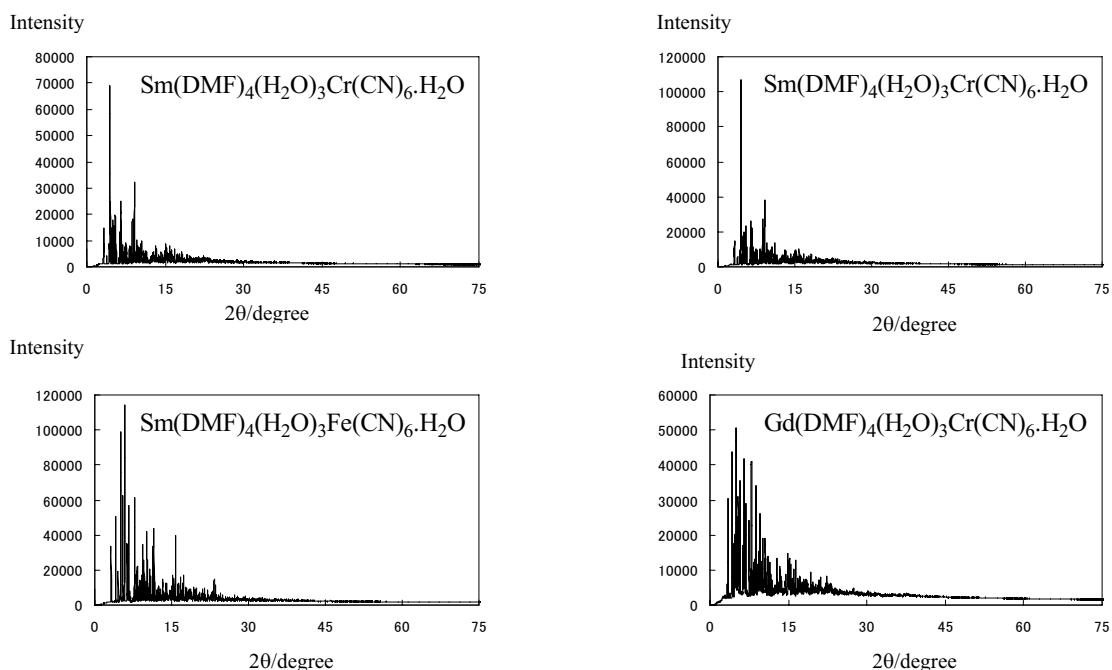 Intensity
80000
70000
60000
50000
40000
30000
20000
10000
0
Sm(DMF)₄(H₂O)₃Cr(CN)₆.H₂O
0 15 30 45 60 75
2θ/degree
Intensity
120000
100000
80000
60000
40000
20000
0
Sm(DMF)₄(H₂O)₃Cr(CN)₆.H₂O
0 15 30 45 60 75
2θ/degree
Intensity
120000
100000
80000
60000
40000
20000
0
Sm(DMF)₄(H₂O)₃Fe(CN)₆.H₂O
0 15 30 45 60 75
Intensity
60000
50000
40000
30000
20000
10000
0
Gd(DMF)₄(H₂O)₃Cr(CN)₆.H₂O
0 15 30 45 60 75
2θ/degree
2θ/degree